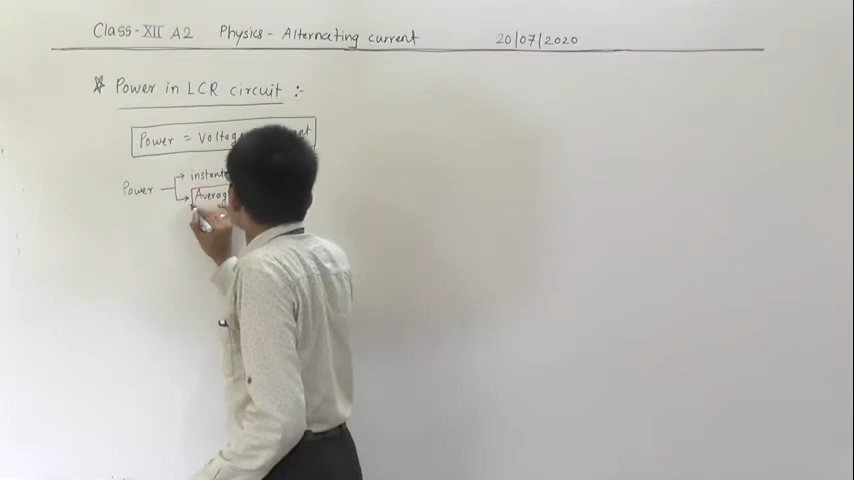 Class-XII A2 Physics - Alternating current 20/07/2020
* Power in LCR circuit :-
Power = Voltage
Power